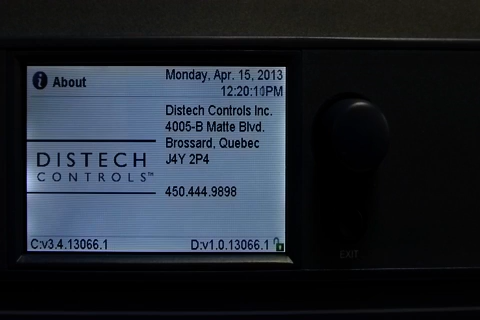 About
Monday, Apr. 15, 2013
12:20:10PM
Distech Controls Inc.
4005-B Matte Blvd.
Brossard, Quebec
J4Y 2P4
450.444.9898
DISTECH
CONTROLS™
C:v3.4.13066.1
D:v1.0.13066.1
EXIT